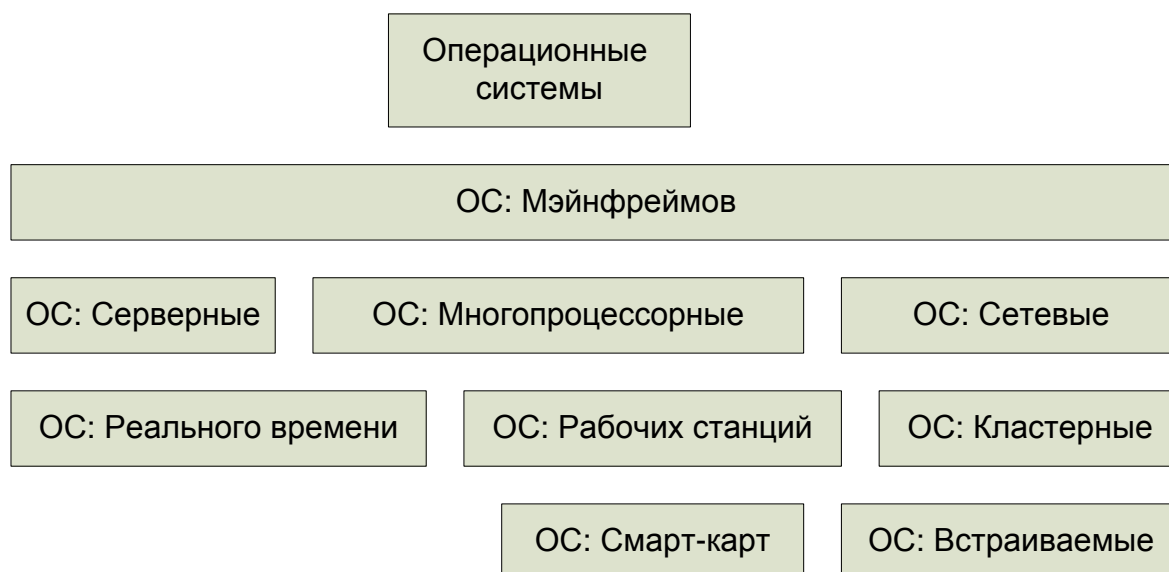 Операционные
системы
ОС: Мэйнфреймов
ОС: Серверные
ОС: Многопроцессорные
ОС: Сетевые
ОС: Реального времени
ОС: Рабочих станций
ОС: Кластерные
ОС: Смарт-карт
ОС: Встраиваемые